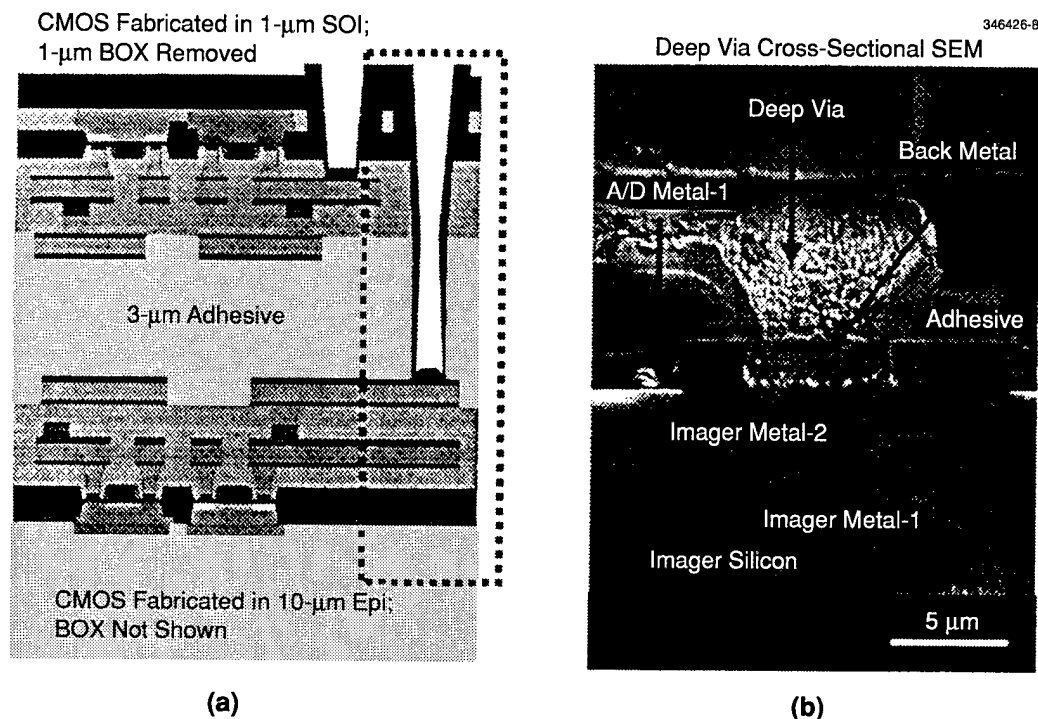 CMOS Fabricated in 1-μm SOI;
1-μm BOX Removed
3-μm Adhesive
CMOS Fabricated in 10-μm Epi;
BOX Not Shown
(a)
346426-8
Deep Via Cross-Sectional SEM
Deep Via
Back Metal
A/D Metal-1
Adhesive
Imager Metal-2
Imager Metal-1
Imager Silicon
5 μm
(b)